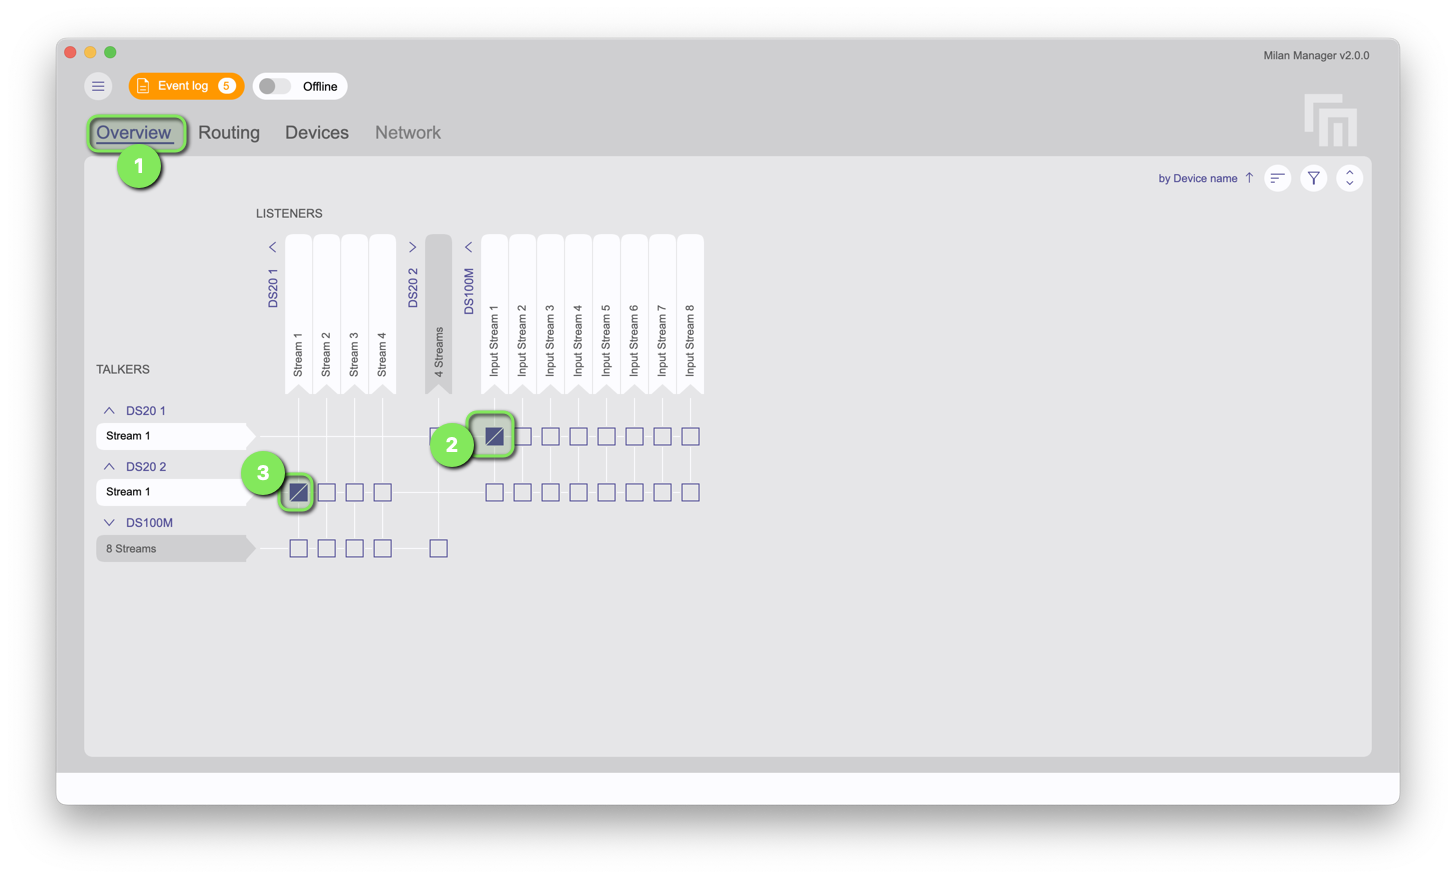 Milan Manager v2.0.0
Event log 5 Offline
Overview Routing Devices Network
1
by Device name
LISTENERS
DS20 1
Stream 1
Stream 2
Stream 3
Stream 4
DS20 2
4 Streams
DS100M
Input Stream 1
Input Stream 2
Input Stream 3
Input Stream 4
Input Stream 5
Input Stream 6
Input Stream 7
Input Stream 8
TALKERS
DS20 1
Stream 1
2
DS20 2
3
Stream 1
DS100M
8 Streams